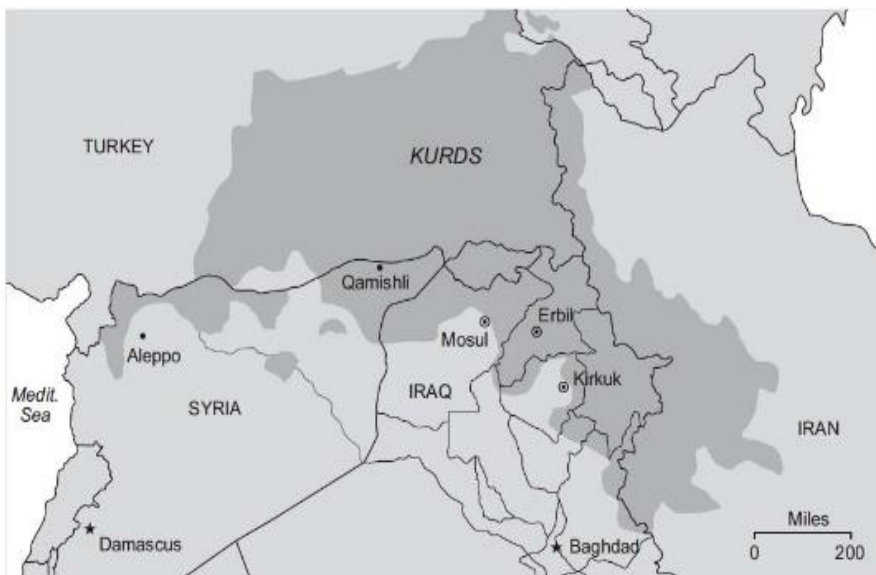 TURKEY
KURDS
Qamishli
Erbil
Mosul
Aleppo
Kirkuk
IRAQ
Medit.
Sea
SYRIA
IRAN
Miles
Damascus
Baghdad
0 200